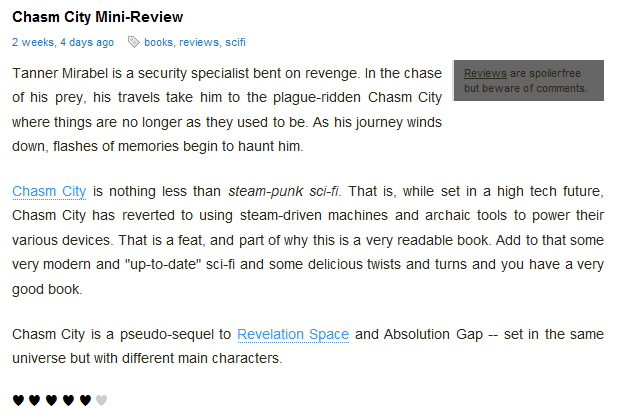 Chasm City Mini-Review
2 weeks, 4 days ago books, reviews, scifi
Reviews are spoilerfree
but beware of comments.
Tanner Mirabel is a security specialist bent on revenge. In the chase
of his prey, his travels take him to the plague-ridden Chasm City
where things are no longer as they used to be. As his journey winds
down, flashes of memories begin to haunt him.
Chasm City is nothing less than steam-punk sci-fi. That is, while set in a high tech future,
Chasm City has reverted to using steam-driven machines and archaic tools to power their
various devices. That is a feat, and part of why this is a very readable book. Add to that some
very modern and "up-to-date" sci-fi and some delicious twists and turns and you have a very
good book.
Chasm City is a pseudo-sequel to Revelation Space and Absolution Gap -- set in the same
universe but with different main characters.